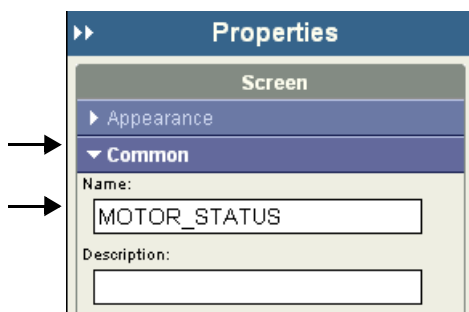 Properties
Screen
Appearance
Common
Name:
MOTOR_STATUS
Description: